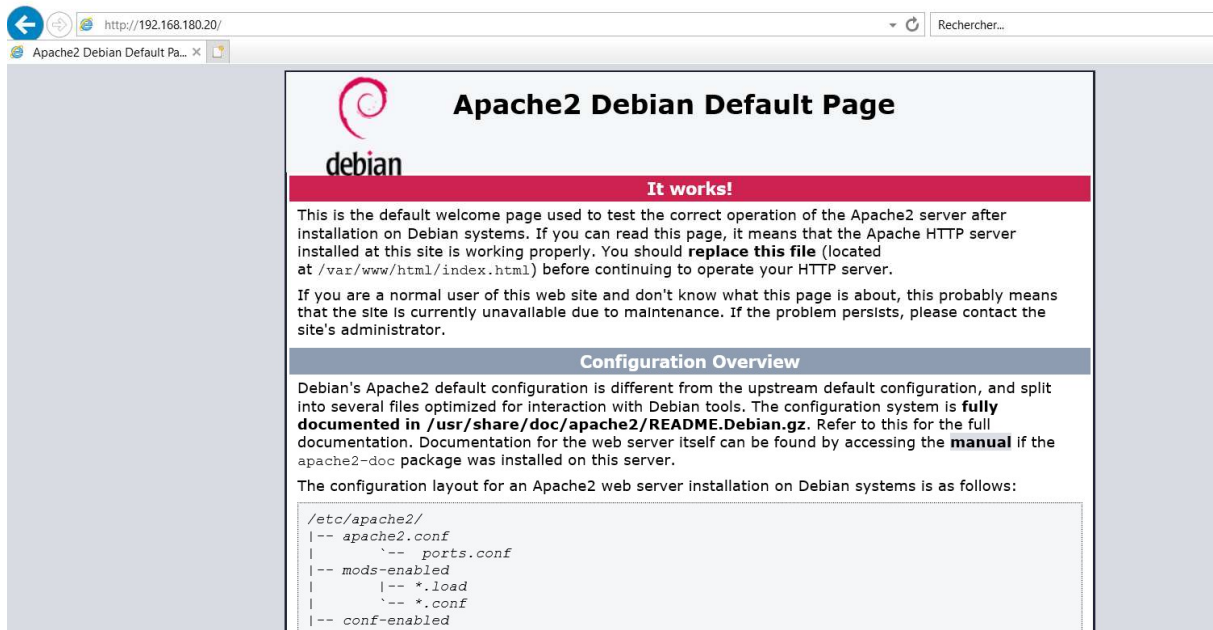 http://192.168.180.20/
Rechercher...
Apache2 Debian Default Pa...
debian
Apache2 Debian Default Page
It works!
This is the default welcome page used to test the correct operation of the Apache2 server after
installation on Debian systems. If you can read this page, it means that the Apache HTTP server
installed at this site is working properly. You should replace this file (located
at /var/www/html/index.html) before continuing to operate your HTTP server.
If you are a normal user of this web site and don't know what this page is about, this probably means
that the site is currently unavailable due to maintenance. If the problem persists, please contact the
site's administrator.
Configuration Overview
Debian's Apache2 default configuration is different from the upstream default configuration, and split
into several files optimized for interaction with Debian tools. The configuration system is fully
documented in /usr/share/doc/apache2/README.Debian.gz. Refer to this for the full
documentation. Documentation for the web server itself can be found by accessing the manual if the
apache2-doc package was installed on this server.
The configuration layout for an Apache2 web server installation on Debian systems is as follows:
/etc/apache2/
|-- apache2.conf
|       `--  ports.conf
|-- mods-enabled
|       |-- *.load
|       `-- *.conf
|-- conf-enabled